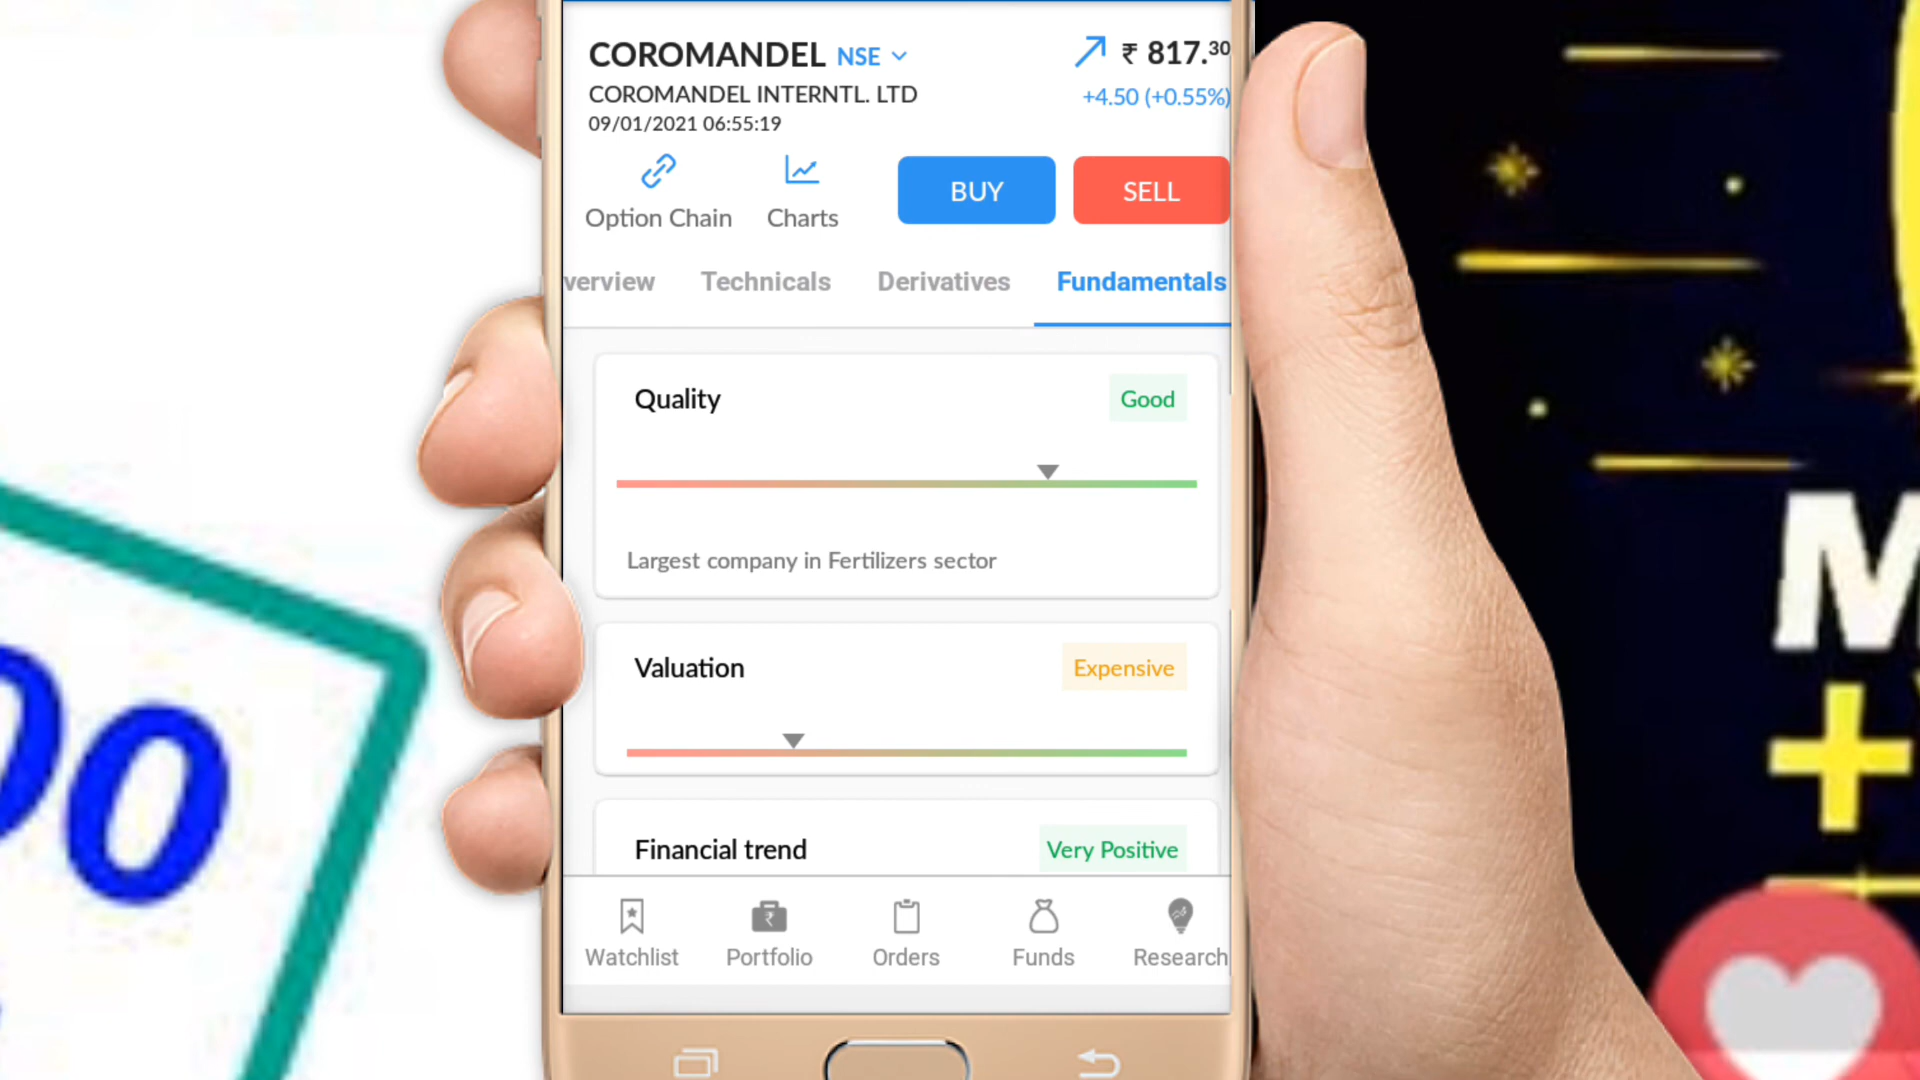 COROMANDEL NSE
₹ 817.30
COROMANDEL INTERNTL. LTD
+4.50 (+0.55%)
09/01/2021 06:55:19
Option Chain
Charts
BUY
SELL
verview
Technicals
Derivatives
Fundamentals
Quality
Good
Largest company in Fertilizers sector
Valuation
Expensive
Financial trend
Very Positive
Watchlist
Portfolio
Orders
Funds
Research
00
M
+